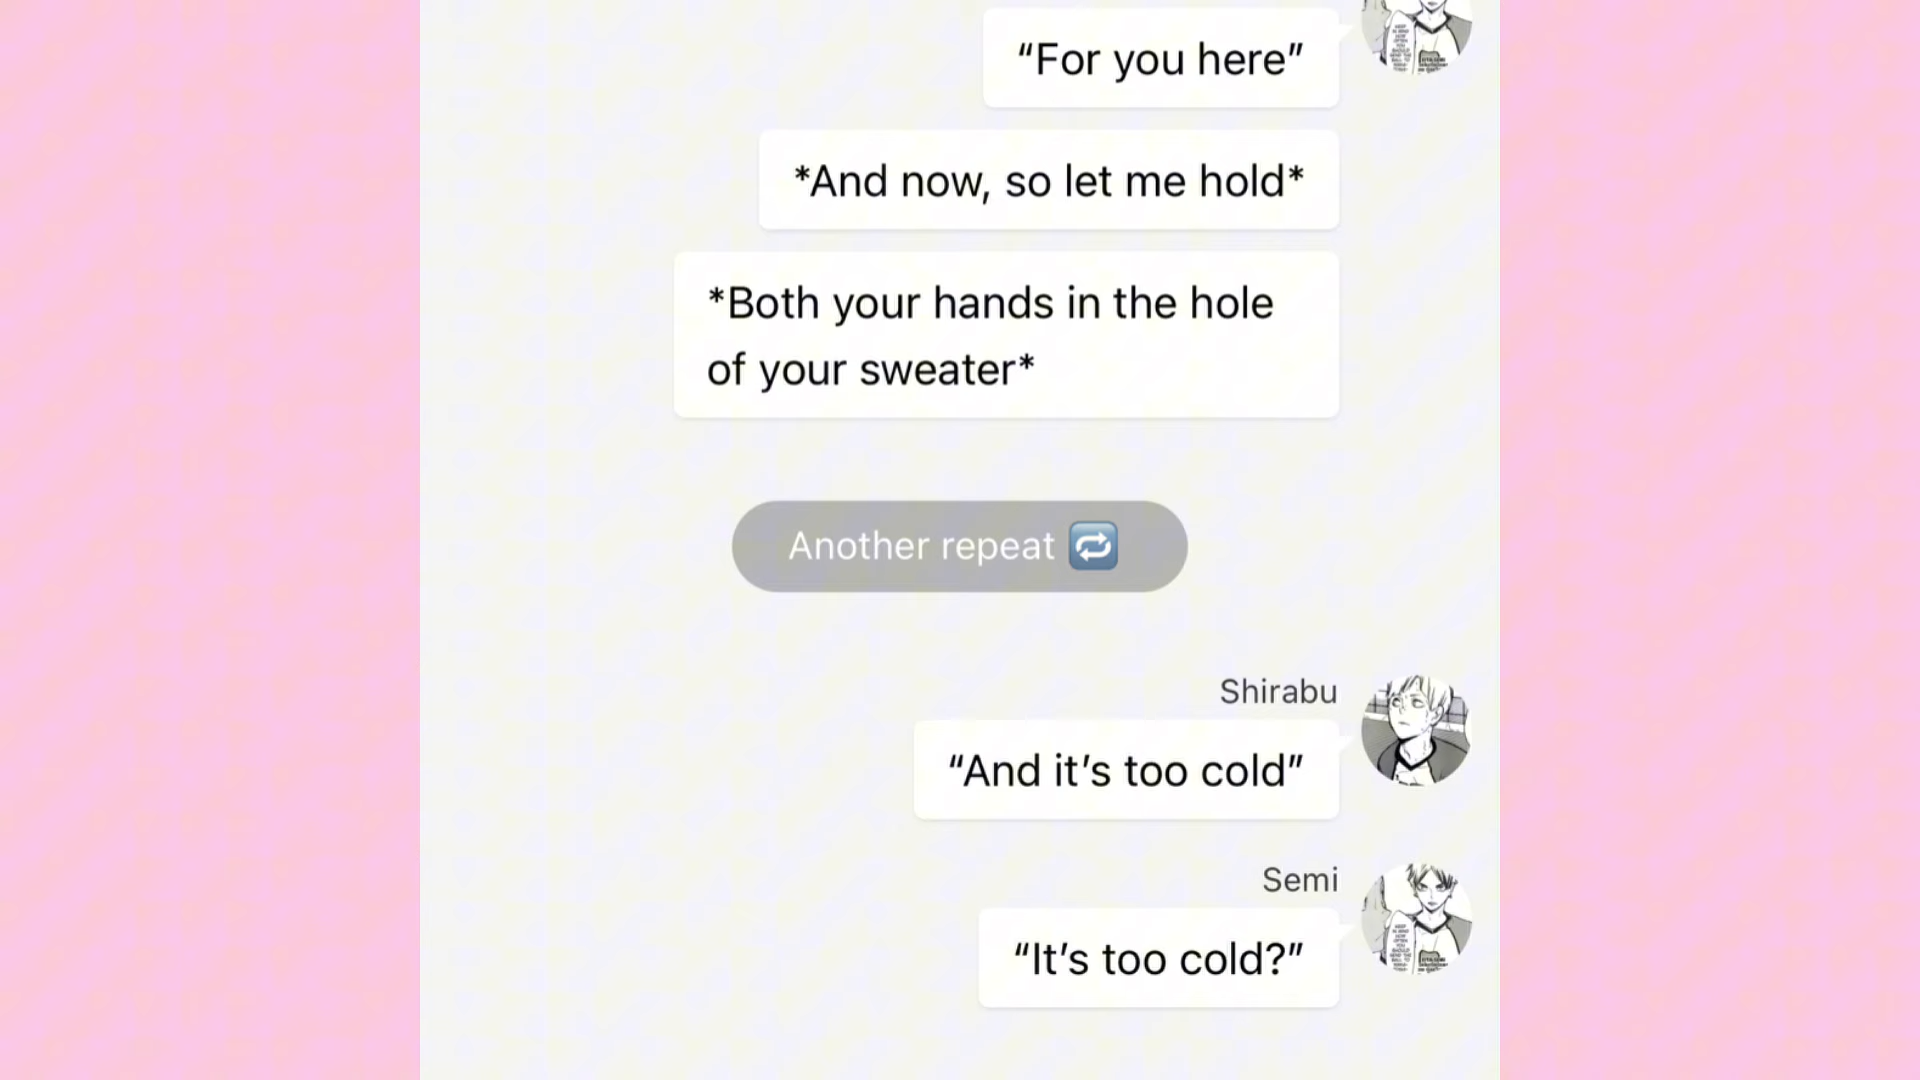 “For you here”
*And now, so let me hold*
*Both your hands in the hole
of your sweater*
Another repeat 🔁
Shirabu
“And it’s too cold”
Semi
“It’s too cold?”